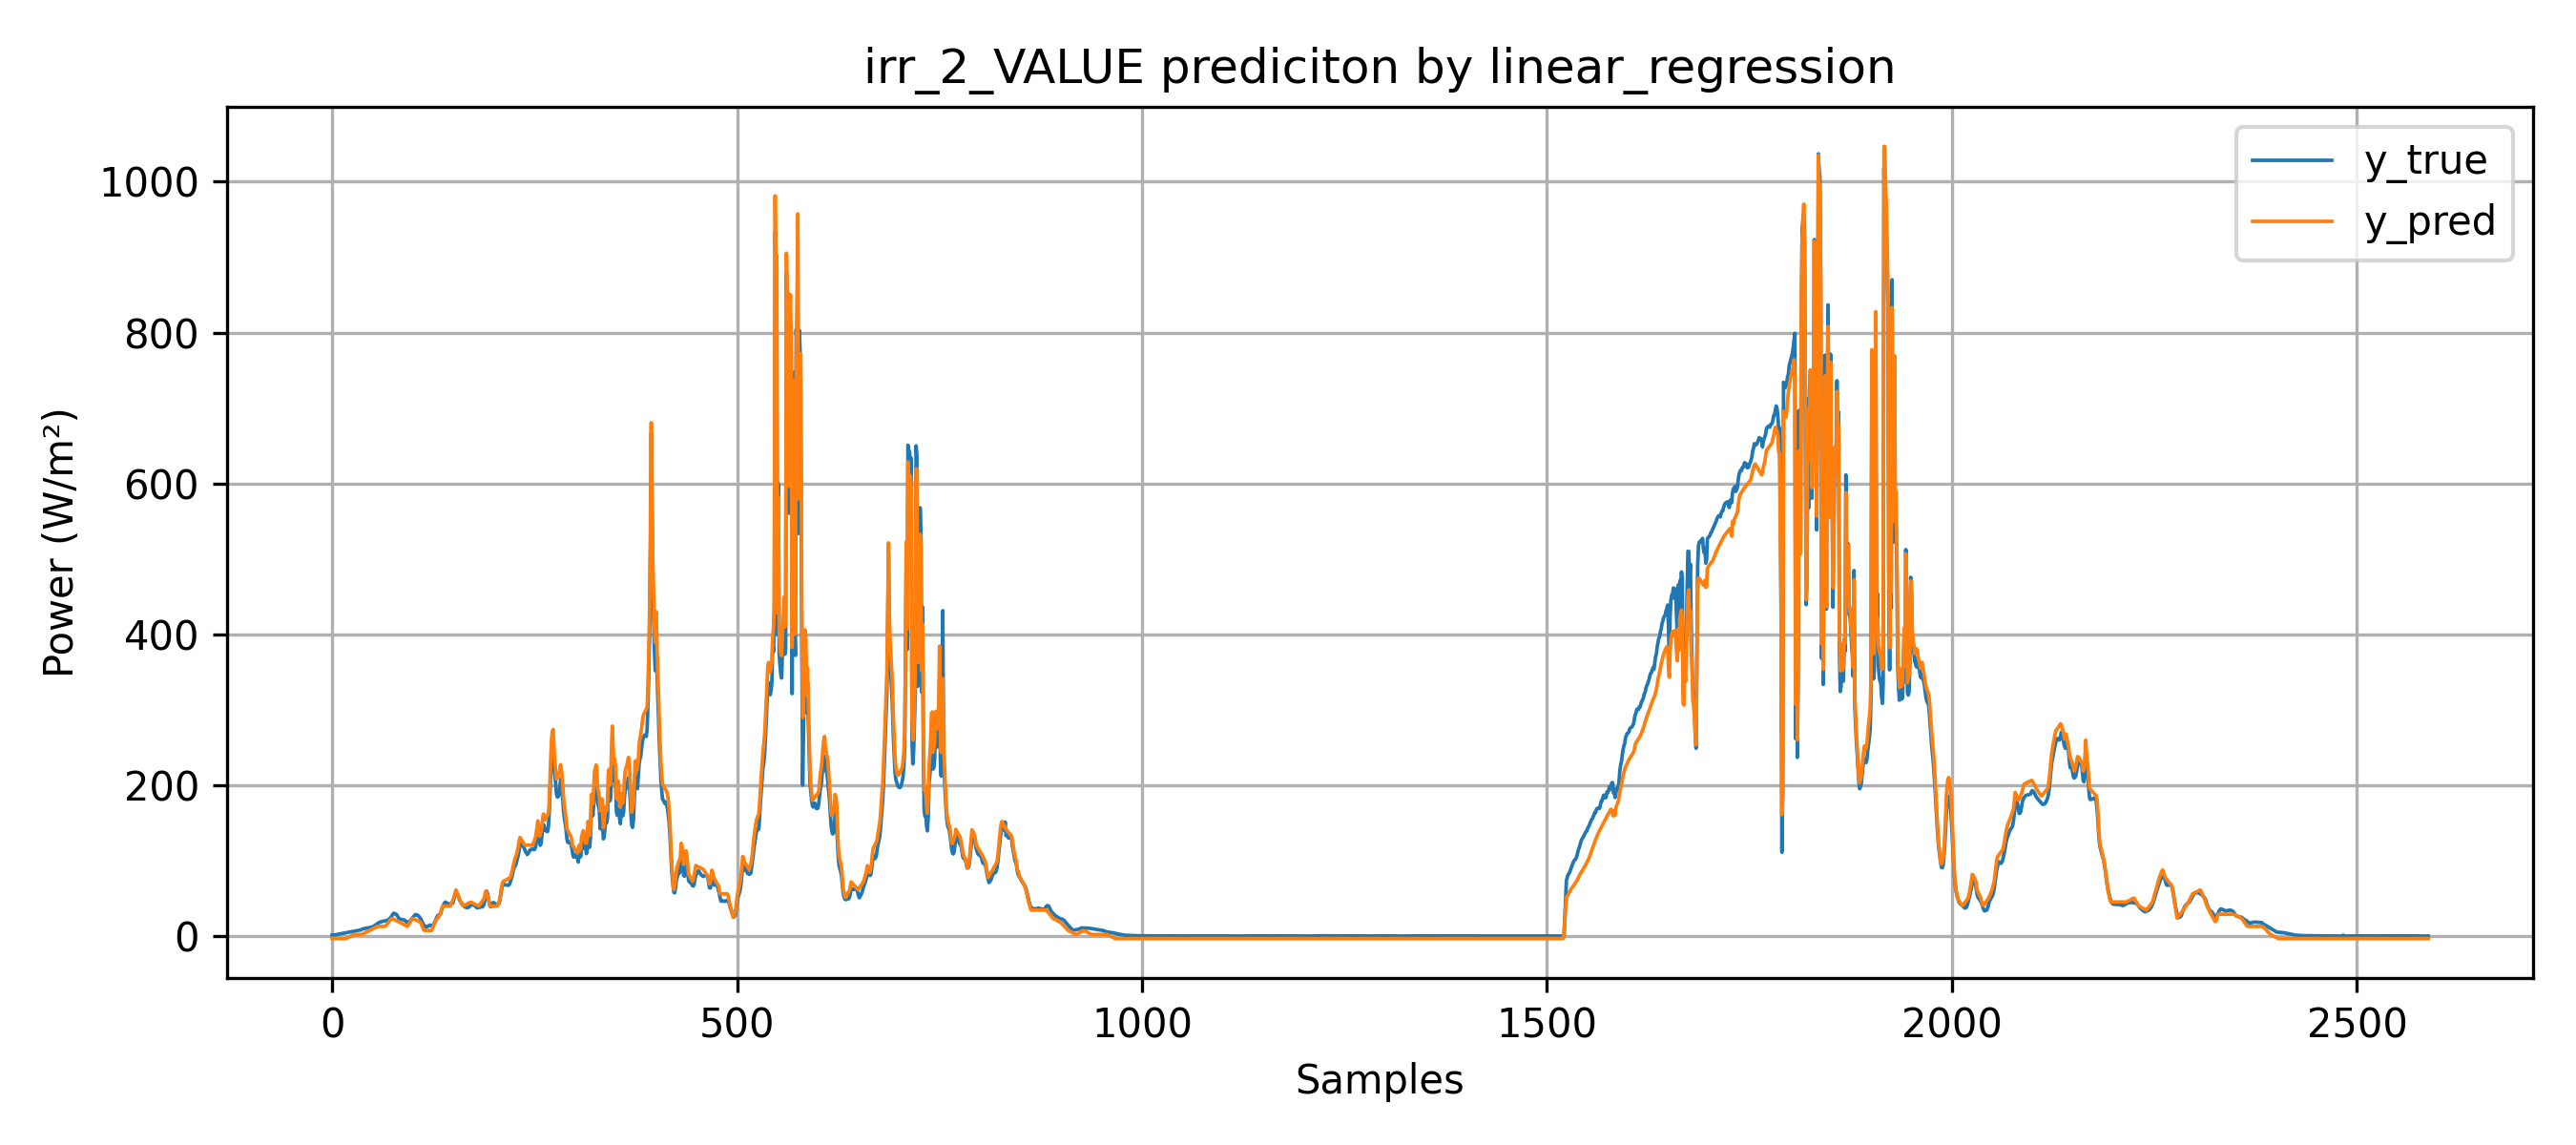 irr_2_VALUE prediciton by linear_regression
y_true
y_pred
1000
800
600
400
200
0
Power (W/m²)
0 500 1000 1500 2000 2500
Samples